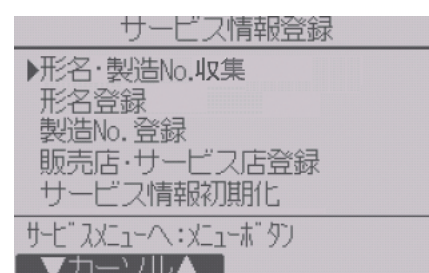 サービス情報登録
▶形名·製造No.収集
形名登録
製造No. 登録
販売店·サービス店登録
サービス情報初期化
ｻｰﾋﾞｽﾒﾆｭｰへ:ﾒﾆｭｰﾎﾞﾀﾝ
▼カーソル▲